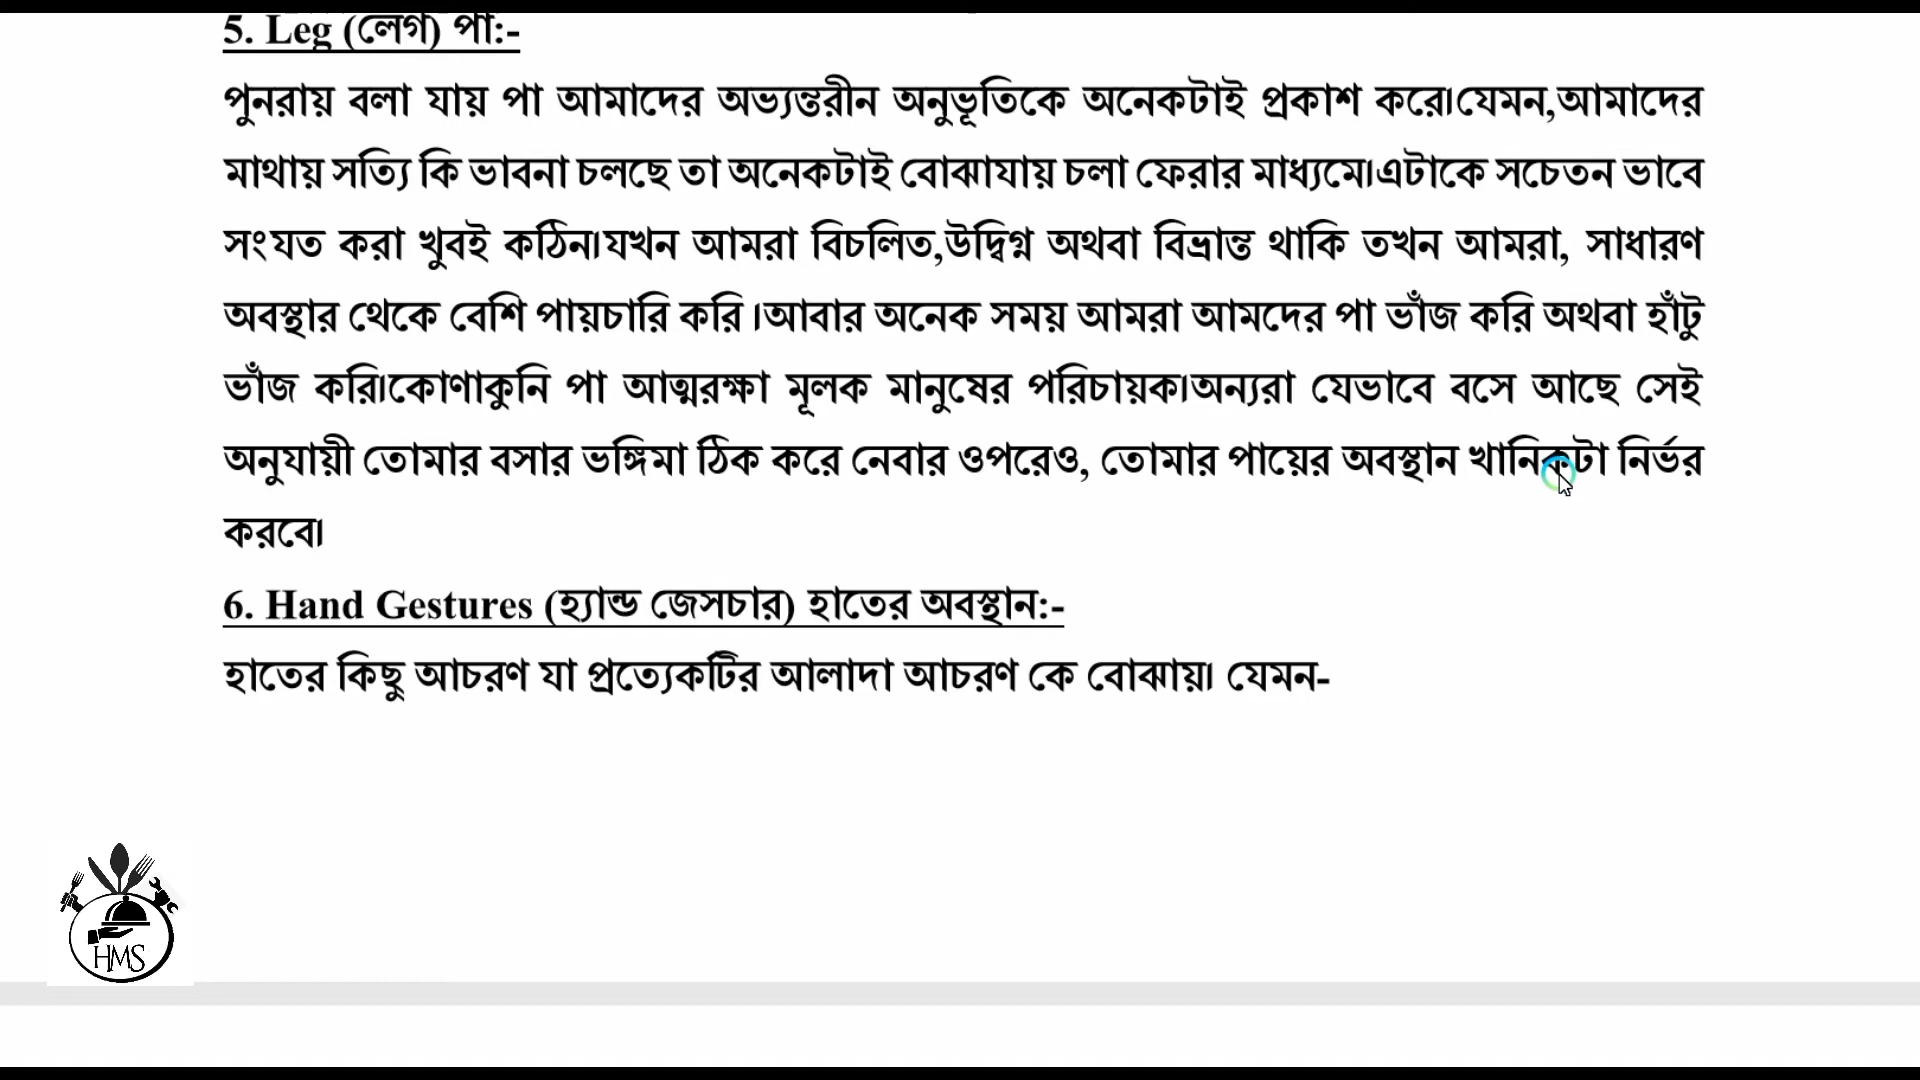 5. Leg (লেগ) পা:-
পুনরায় বলা যায় পা আমাদের অভ্যন্তরীন অনুভূতিকে অনেকটাই প্রকাশ করে।যেমন,আমাদের
মাথায় সত্যি কি ভাবনা চলছে তা অনেকটাই বোঝাযায় চলা ফেরার মাধ্যমে।এটাকে সচেতন ভাবে
সংযত করা খুবই কঠিন।যখন আমরা বিচলিত,উদ্বিগ্ন অথবা বিভ্রান্ত থাকি তখন আমরা, সাধারণ
অবস্থার থেকে বেশি পায়চারি করি ।আবার অনেক সময় আমরা আমদের পা ভাঁজ করি অথবা হাঁটু
ভাঁজ করি।কোণাকুনি পা আত্মরক্ষা মূলক মানুষের পরিচায়ক।অন্যরা যেভাবে বসে আছে সেই
অনুযায়ী তোমার বসার ভঙ্গিমা ঠিক করে নেবার ওপরেও, তোমার পায়ের অবস্থান খানিকটা নির্ভর
করবে।
6. Hand Gestures (হ্যান্ড জেসচার) হাতের অবস্থান:-
হাতের কিছু আচরণ যা প্রত্যেকটির আলাদা আচরণ কে বোঝায়। যেমন-
HMS